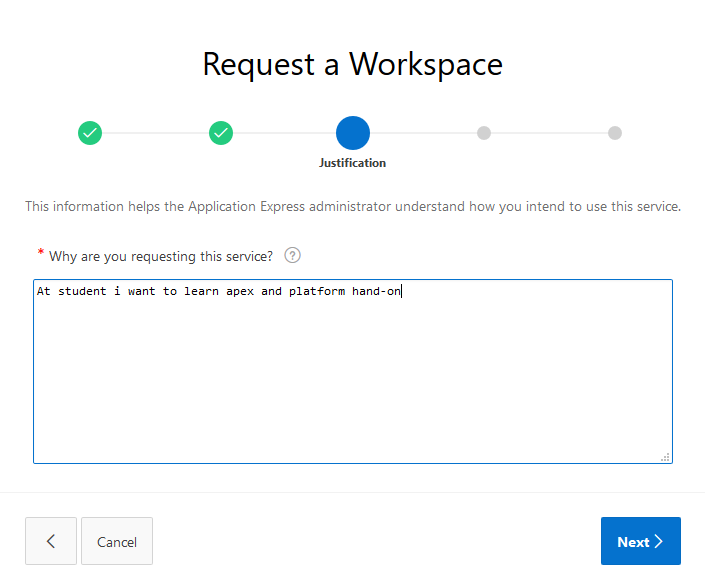 Request a Workspace
Justification
This information helps the Application Express administrator understand how you intend to use this service.
* Why are you requesting this service? ?
At student i want to learn apex and platform hand-on
Cancel
Next